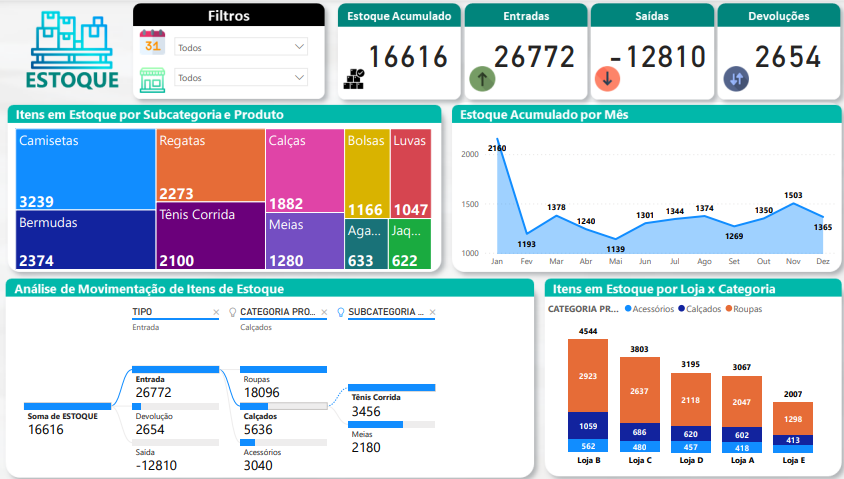 ESTOQUE
Filtros
31
Todos
Todos
Estoque Acumulado
16616
Entradas
26772
Saídas
-12810
Devoluções
2654
Itens em Estoque por Subcategoria e Produto
Camisetas
3239
Bermudas
2374
Regatas
2273
Tênis Corrida
2100
Calças
1882
Meias
1280
Bolsas
1166
Luvas
1047
Aga...
633
Jaq...
622
Estoque Acumulado por Mês
2000
1500
1000
2160
1193
1378
1240
1139
1301
1344
1374
1269
1350
1503
1365
Jan Fev Mar Abr Mai Jun Jul Ago Set Out Nov Dez
Análise de Movimentação de Itens de Estoque
TIPO
Entrada
CATEGORIA PRO...
Calçados
SUBCATEGORIA ...
Soma de ESTOQUE
16616
Entrada
26772
Devolução
2654
Saída
-12810
Roupas
18096
Calçados
5636
Acessórios
3040
Tênis Corrida
3456
Meias
2180
Itens em Estoque por Loja x Categoria
CATEGORIA PR... Acessórios Calçados Roupas
4544
2923
1059
562
Loja B
3803
2637
686
480
Loja C
3195
2118
620
457
Loja D
3067
2047
602
418
Loja A
2007
1298
413
Loja E